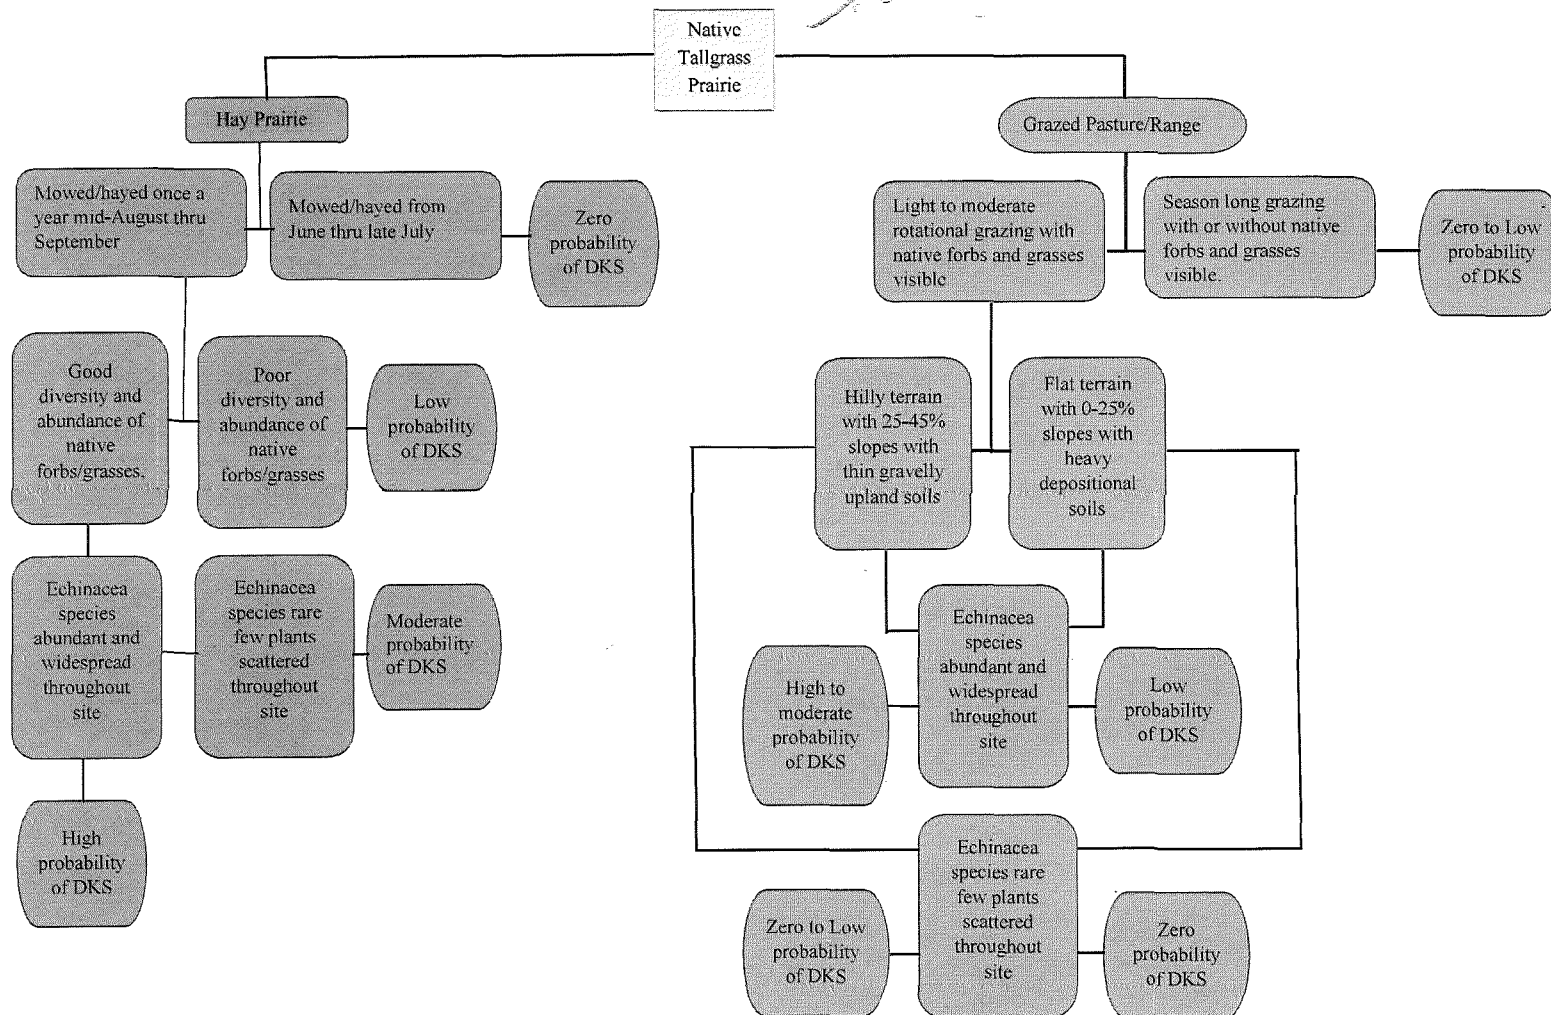 Native
Tallgrass
Prairie
Hay Prairie
Grazed Pasture/Range
Mowed/hayed once a
year mid-August thru
September
Mowed/hayed from
June thru late July
Zero
probability
of DKS
Light to moderate
rotational grazing with
native forbs and grasses
visible
Season long grazing
with or without native
forbs and grasses
visible.
Zero to Low
probability
of DKS
Good
diversity and
abundance of
native
forbs/grasses.
Poor
diversity and
abundance of
native
forbs/grasses
Low
probability
of DKS
Hilly terrain
with 25-45%
slopes with
thin gravelly
upland soils
Flat terrain
with 0-25%
slopes with
heavy
depositional
soils
Echinacea
species
abundant and
widespread
throughout
site
Echinacea
species rare
few plants
scattered
throughout
site
Moderate
probability
of DKS
High
probability
of DKS
Echinacea
species
abundant and
widespread
throughout
site
High to
moderate
probability
of DKS
Low
probability
of DKS
Echinacea
species rare
few plants
scattered
throughout
site
Zero to Low
probability
of DKS
Zero
probability
of DKS